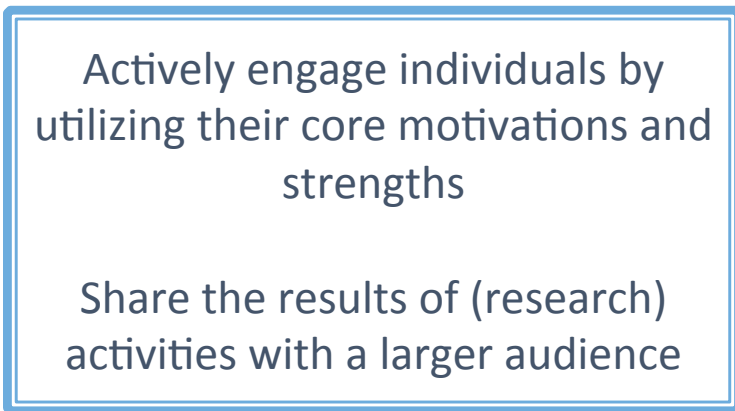 Actively engage individuals by
utilizing their core motivations and
strengths
Share the results of (research)
activities with a larger audience